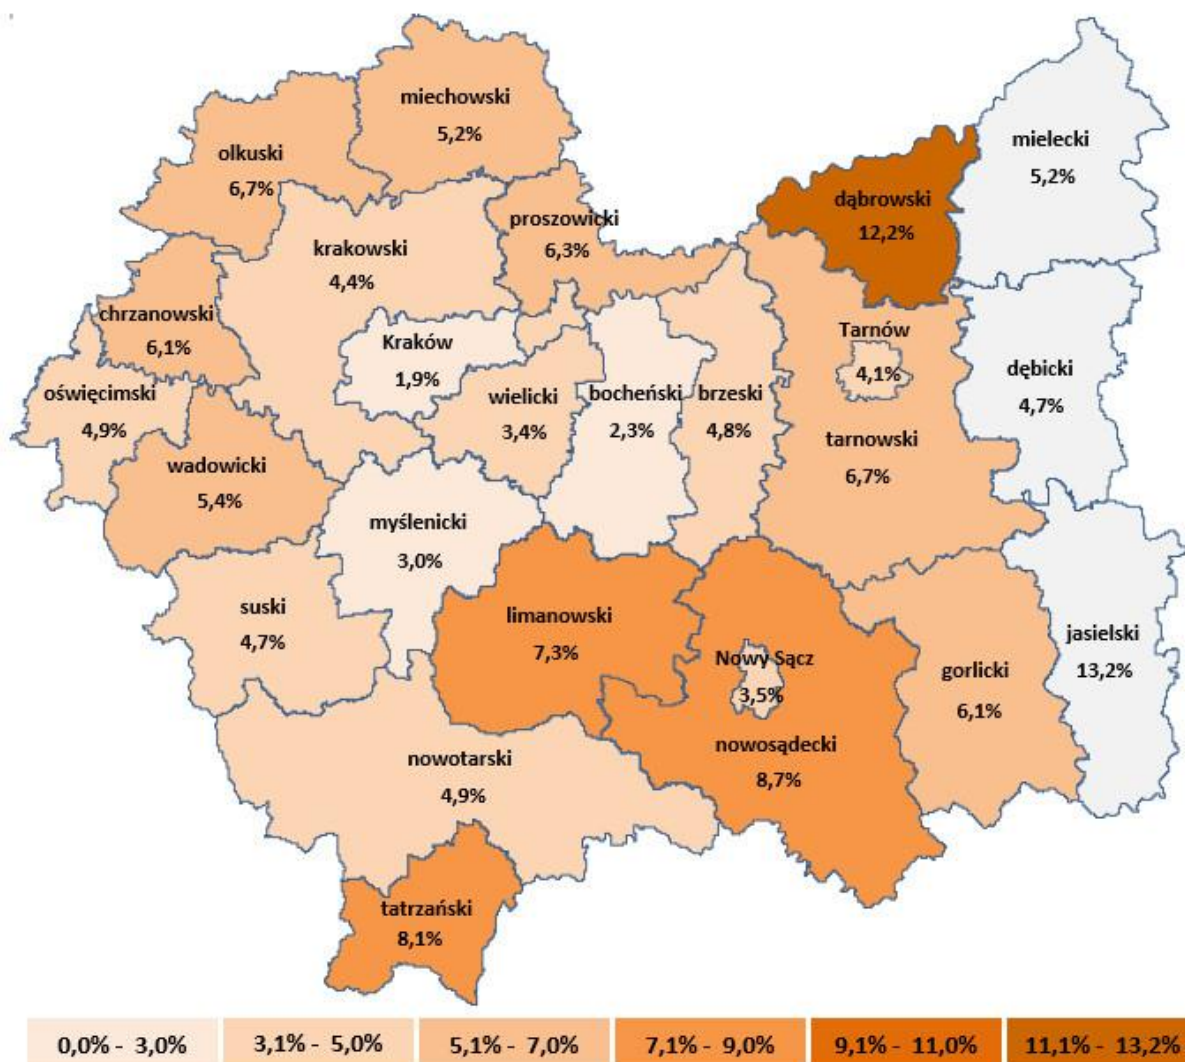 miechowski
5,2%
olkuski
6,7%
mielecki
5,2%
dąbrowski
12,2%
proszowicki
6,3%
krakowski
4,4%
chrzanowski
6,1%
Kraków
1,9%
Tarnów
4,1%
oświęcimski
4,9%
wielicki
3,4%
bocheński
2,3%
brzeski
4,8%
dębicki
4,7%
tarnowski
6,7%
wadowicki
5,4%
myślenicki
3,0%
suski
4,7%
limanowski
7,3%
Nowy Sącz
3,5%
gorlicki
6,1%
jasielski
13,2%
nowosądecki
8,7%
nowotarski
4,9%
tatrzański
8,1%
0,0% - 3,0%
3,1% - 5,0%
5,1% - 7,0%
7,1% - 9,0%
9,1% - 11,0%
11,1% - 13,2%